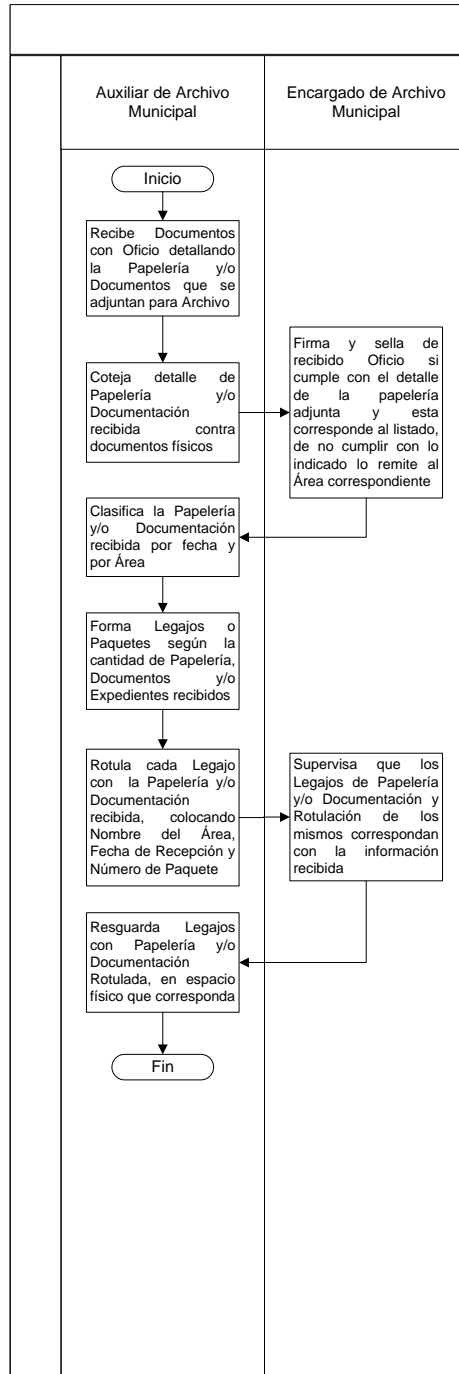 Auxiliar de Archivo
Municipal
Encargado de Archivo
Municipal
Inicio
Recibe Documentos
con Oficio detallando
la Papelería y/o
Documentos que se
adjuntan para Archivo
Coteja detalle de
Papelería y/o
Documentación
recibida contra
documentos físicos
Firma y sella de
recibido Oficio si
cumple con el detalle
de la papelería
adjunta y esta
corresponde al listado,
de no cumplir con lo
indicado lo remite al
Área correspondiente
Clasifica la Papelería
y/o Documentación
recibida por fecha y
por Área
Forma Legajos o
Paquetes según la
cantidad de Papelería,
Documentos y/o
Expedientes recibidos
Rotula cada Legajo
con la Papelería y/o
Documentación
recibida, colocando
Nombre del Área,
Fecha de Recepción y
Número de Paquete
Supervisa que los
Legajos de Papelería
y/o Documentación y
Rotulación de los
mismos correspondan
con la información
recibida
Resguarda Legajos
con Papelería y/o
Documentación
Rotulada, en espacio
físico que corresponda
Fin